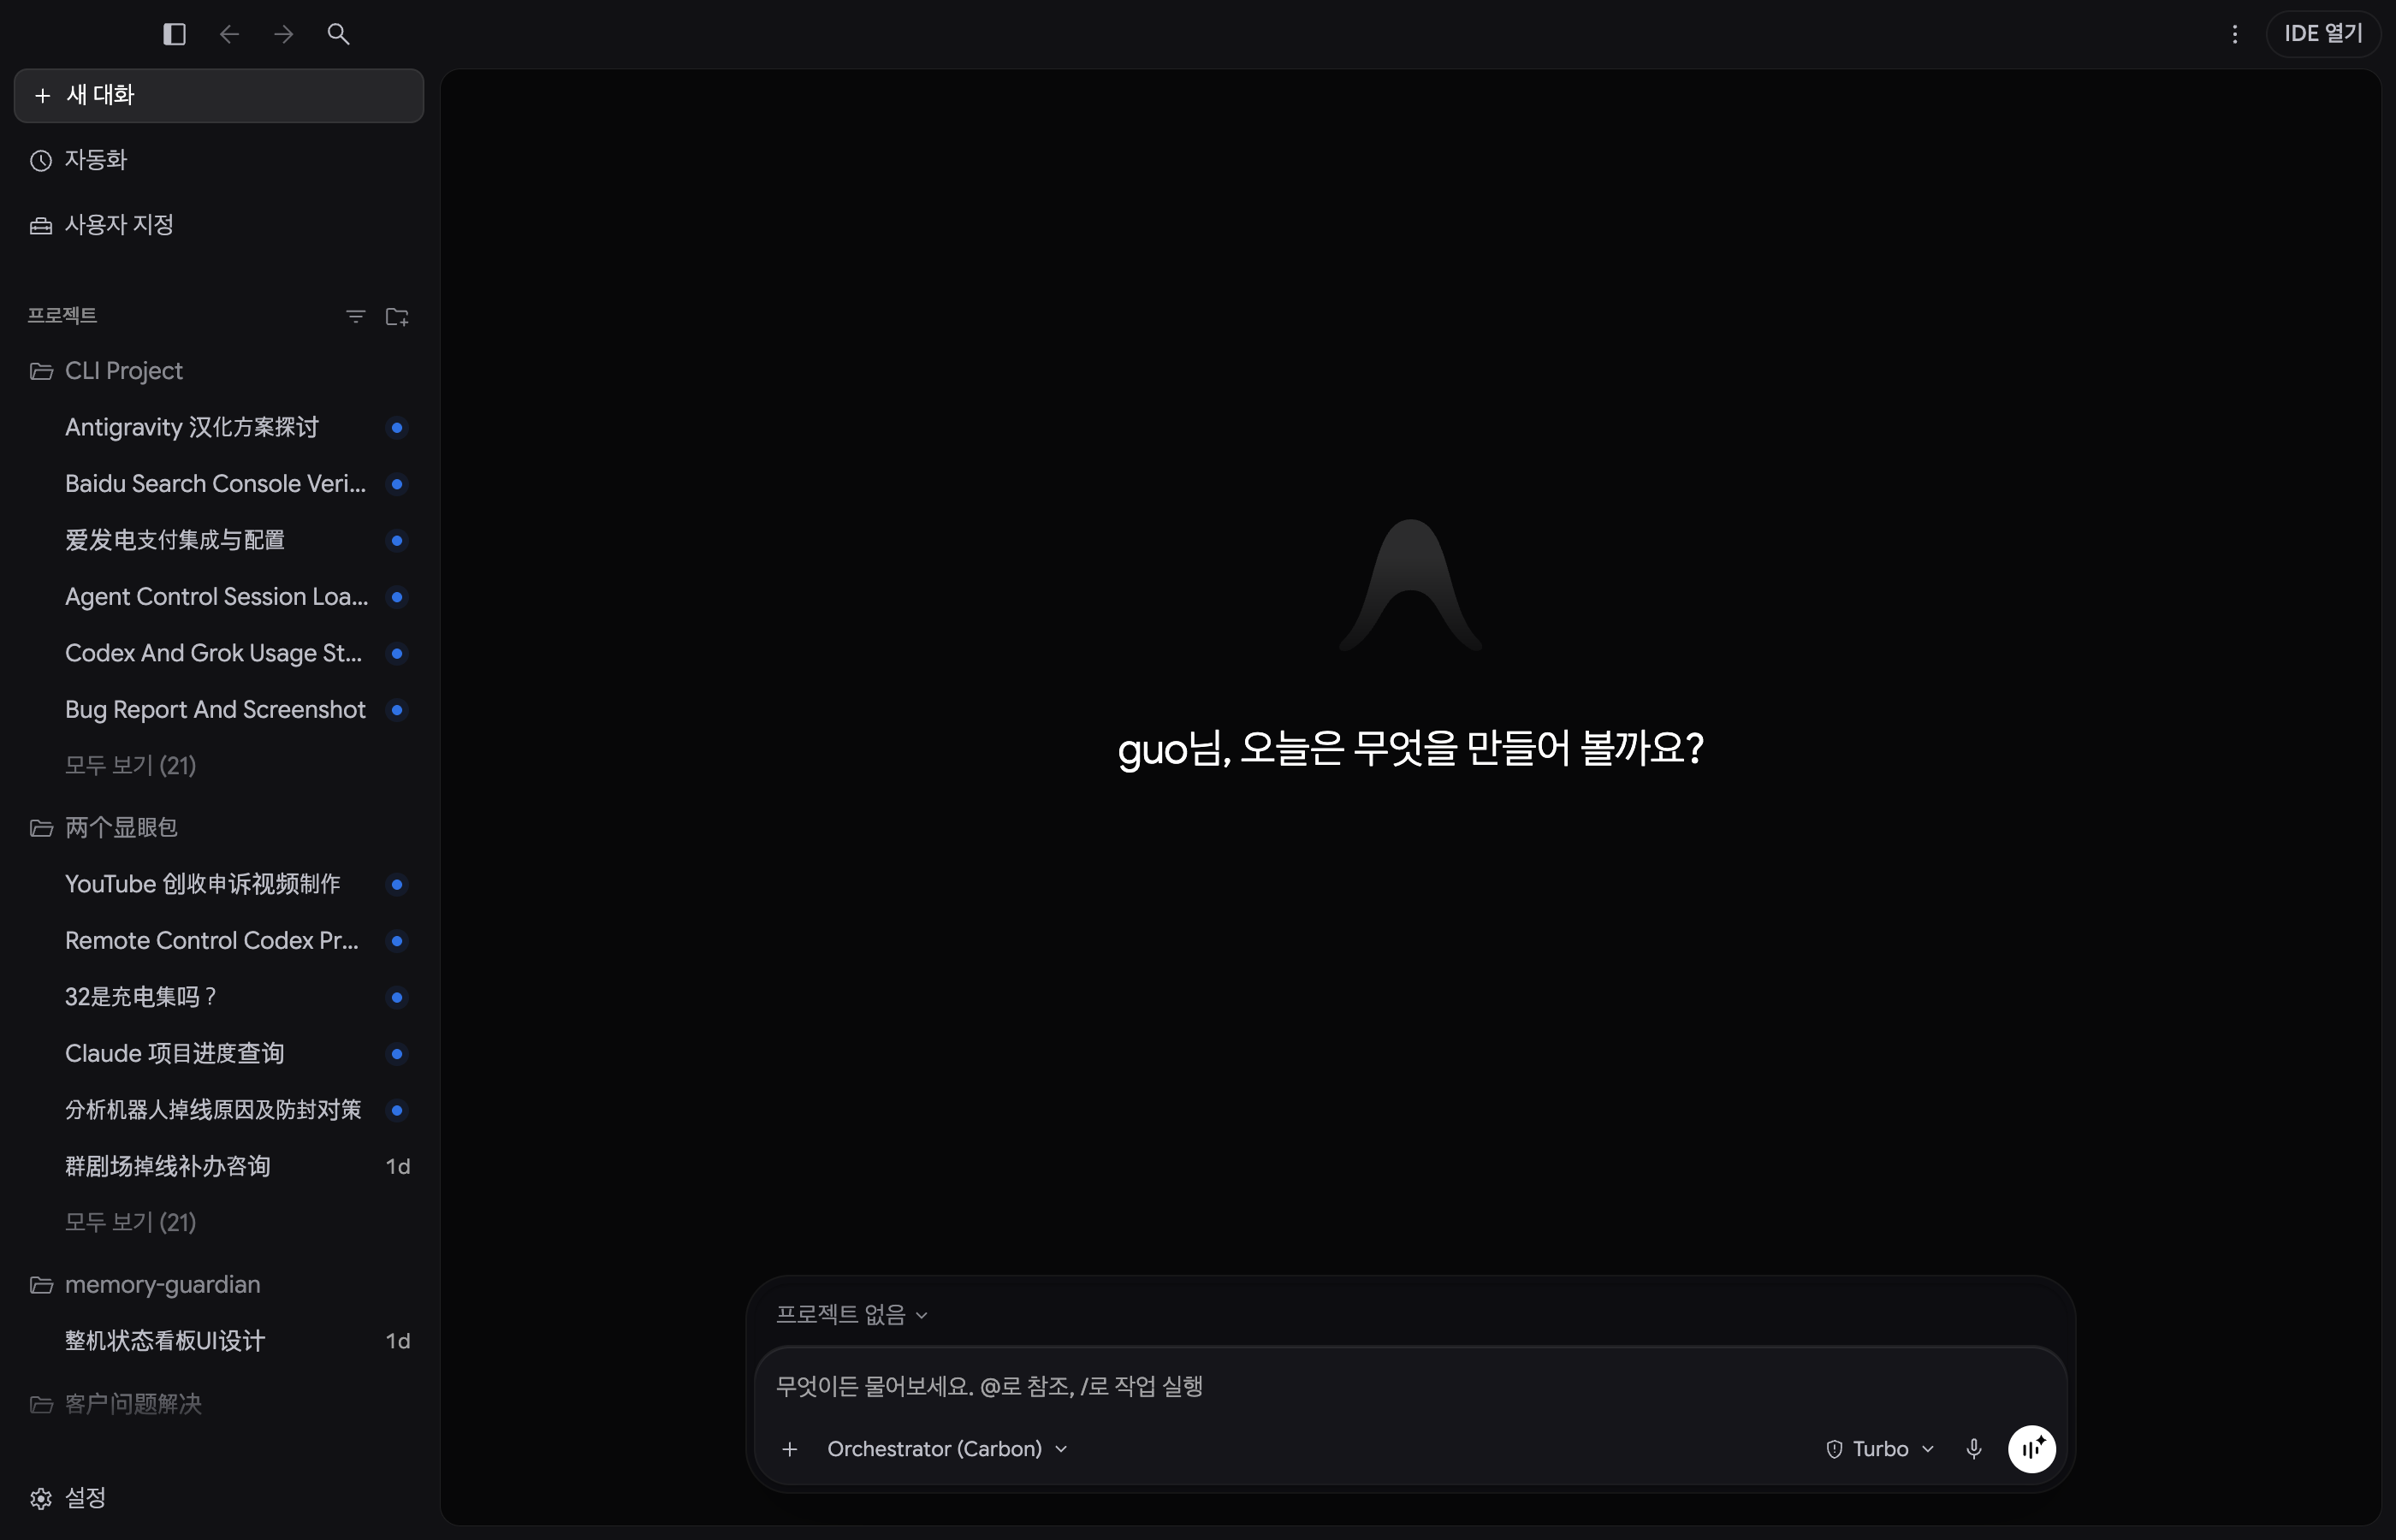 IDE 열기
새 대화
자동화
사용자 지정
프로젝트
CLI Project
Antigravity 汉化方案探讨
Baidu Search Console Veri...
爱发电支付集成与配置
Agent Control Session Loa...
Codex And Grok Usage St...
Bug Report And Screenshot
모두 보기 (21)
两个显眼包
YouTube 创收申诉视频制作
Remote Control Codex Pr...
32是充电集吗？
Claude 项目进度查询
分析机器人掉线原因及防封对策
群剧场掉线补办咨询 1d
모두 보기 (21)
memory-guardian
整机状态看板UI设计 1d
客户问题解决
설정
guo님, 오늘은 무엇을 만들어 볼까요?
프로젝트 없음
무엇이든 물어보세요. @로 참조, /로 작업 실행
Orchestrator (Carbon) Turbo